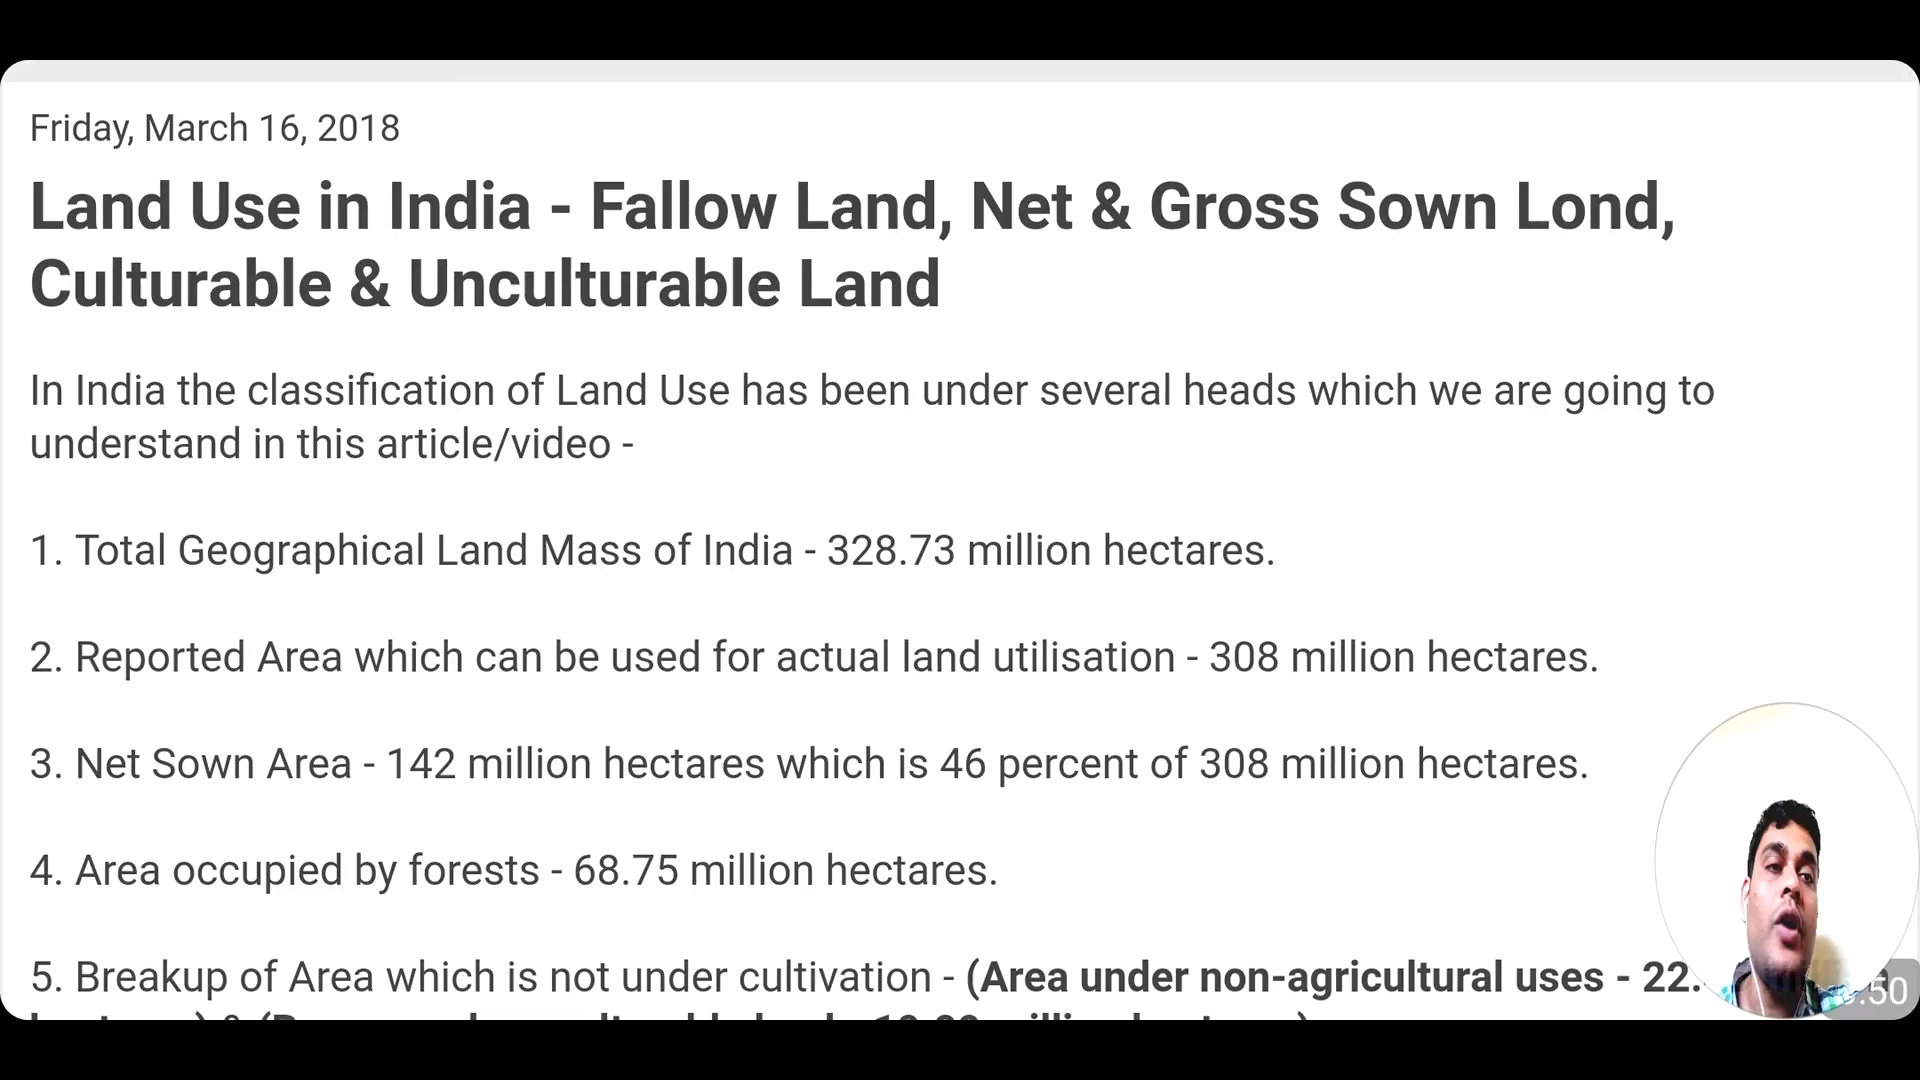 Friday, March 16, 2018
Land Use in India - Fallow Land, Net & Gross Sown Lond,
Culturable & Unculturable Land
In India the classification of Land Use has been under several heads which we are going to
understand in this article/video -
1. Total Geographical Land Mass of India - 328.73 million hectares.
2. Reported Area which can be used for actual land utilisation - 308 million hectares.
3. Net Sown Area - 142 million hectares which is 46 percent of 308 million hectares.
4. Area occupied by forests - 68.75 million hectares.
5. Breakup of Area which is not under cultivation - (Area under non-agricultural uses - 22.